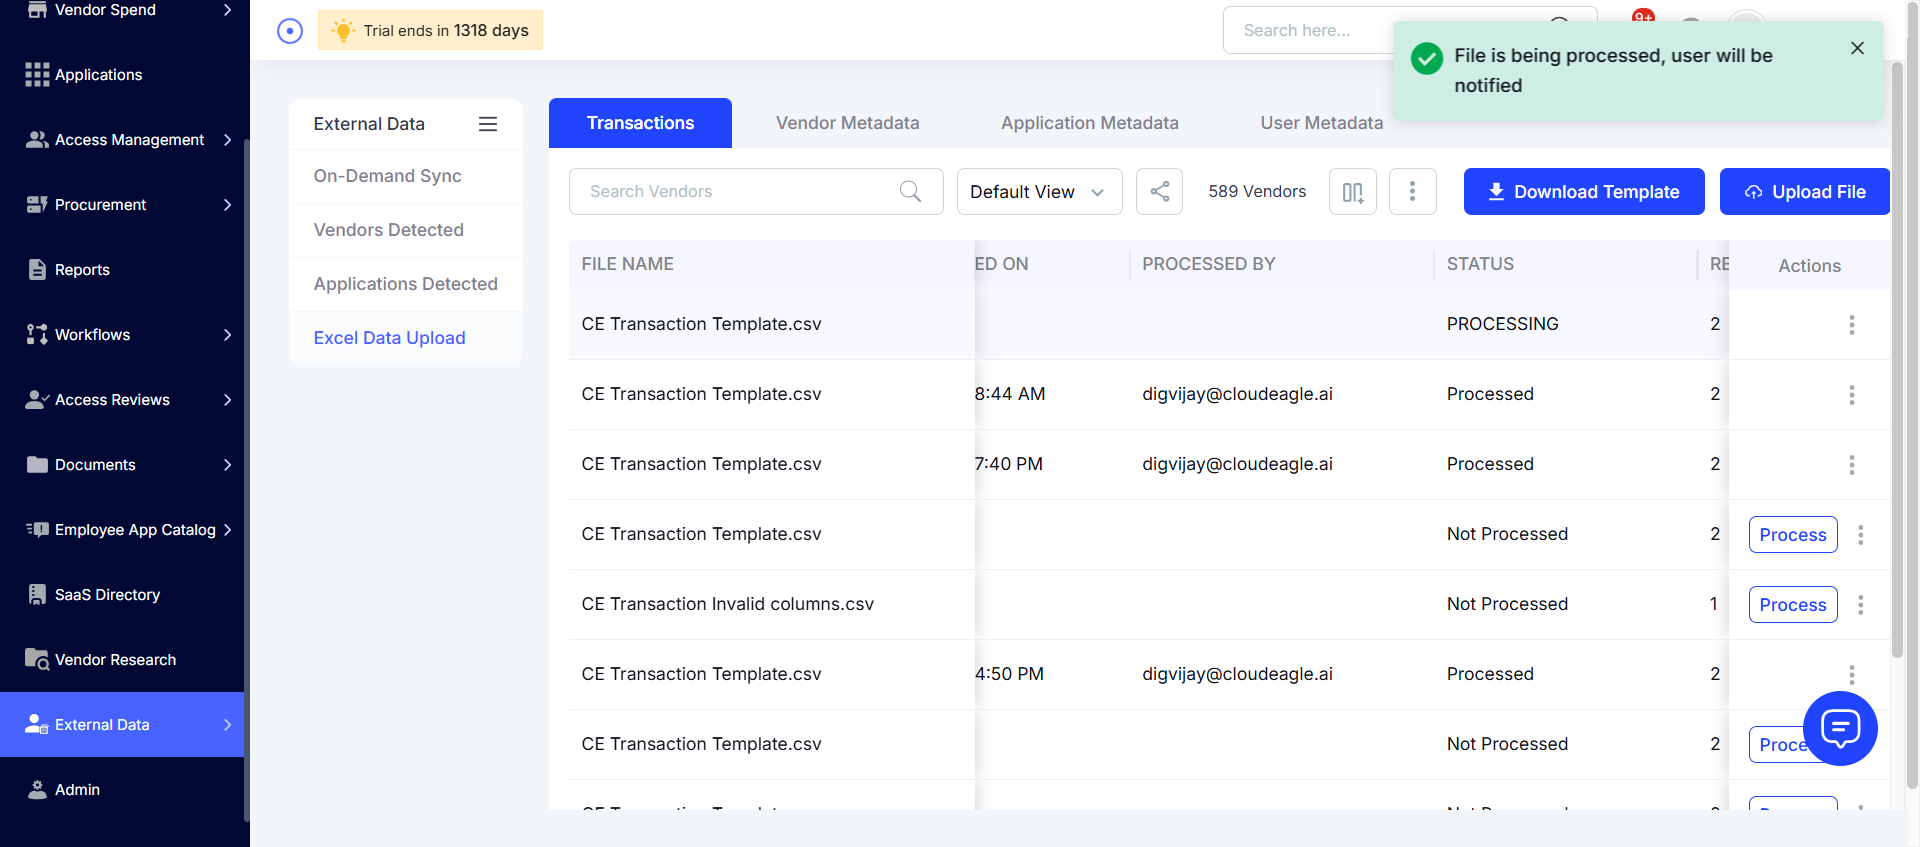 Vendor Spend
Applications
Access Management
Procurement
Reports
Workflows
Access Reviews
Documents
Employee App Catalog
SaaS Directory
Vendor Research
External Data
Admin
Trial ends in 1318 days
Search here...
9+
File is being processed, user will be
notified
External Data
On-Demand Sync
Vendors Detected
Applications Detected
Excel Data Upload
Transactions Vendor Metadata Application Metadata User Metadata
Search Vendors Default View 589 Vendors Download Template Upload File
FILE NAME ED ON PROCESSED BY STATUS RE Actions
CE Transaction Template.csv PROCESSING 2
CE Transaction Template.csv 8:44 AM digvijay@cloudeagle.ai Processed 2
CE Transaction Template.csv 7:40 PM digvijay@cloudeagle.ai Processed 2
CE Transaction Template.csv Not Processed 2 Process
CE Transaction Invalid columns.csv Not Processed 1 Process
CE Transaction Template.csv 4:50 PM digvijay@cloudeagle.ai Processed 2
CE Transaction Template.csv Not Processed 2 Proce